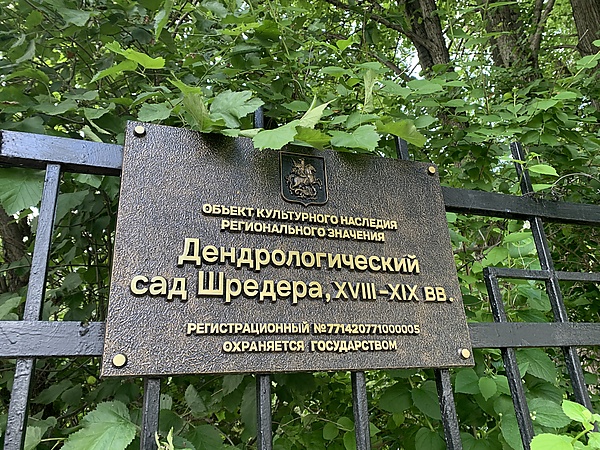 ОБЪЕКТ КУЛЬТУРНОГО НАСЛЕДИЯ
РЕГИОНАЛЬНОГО ЗНАЧЕНИЯ
Дендрологический
сад Шредера, XVIII–XIX вв.
РЕГИСТРАЦИОННЫЙ №771420771000005
ОХРАНЯЕТСЯ ГОСУДАРСТВОМ